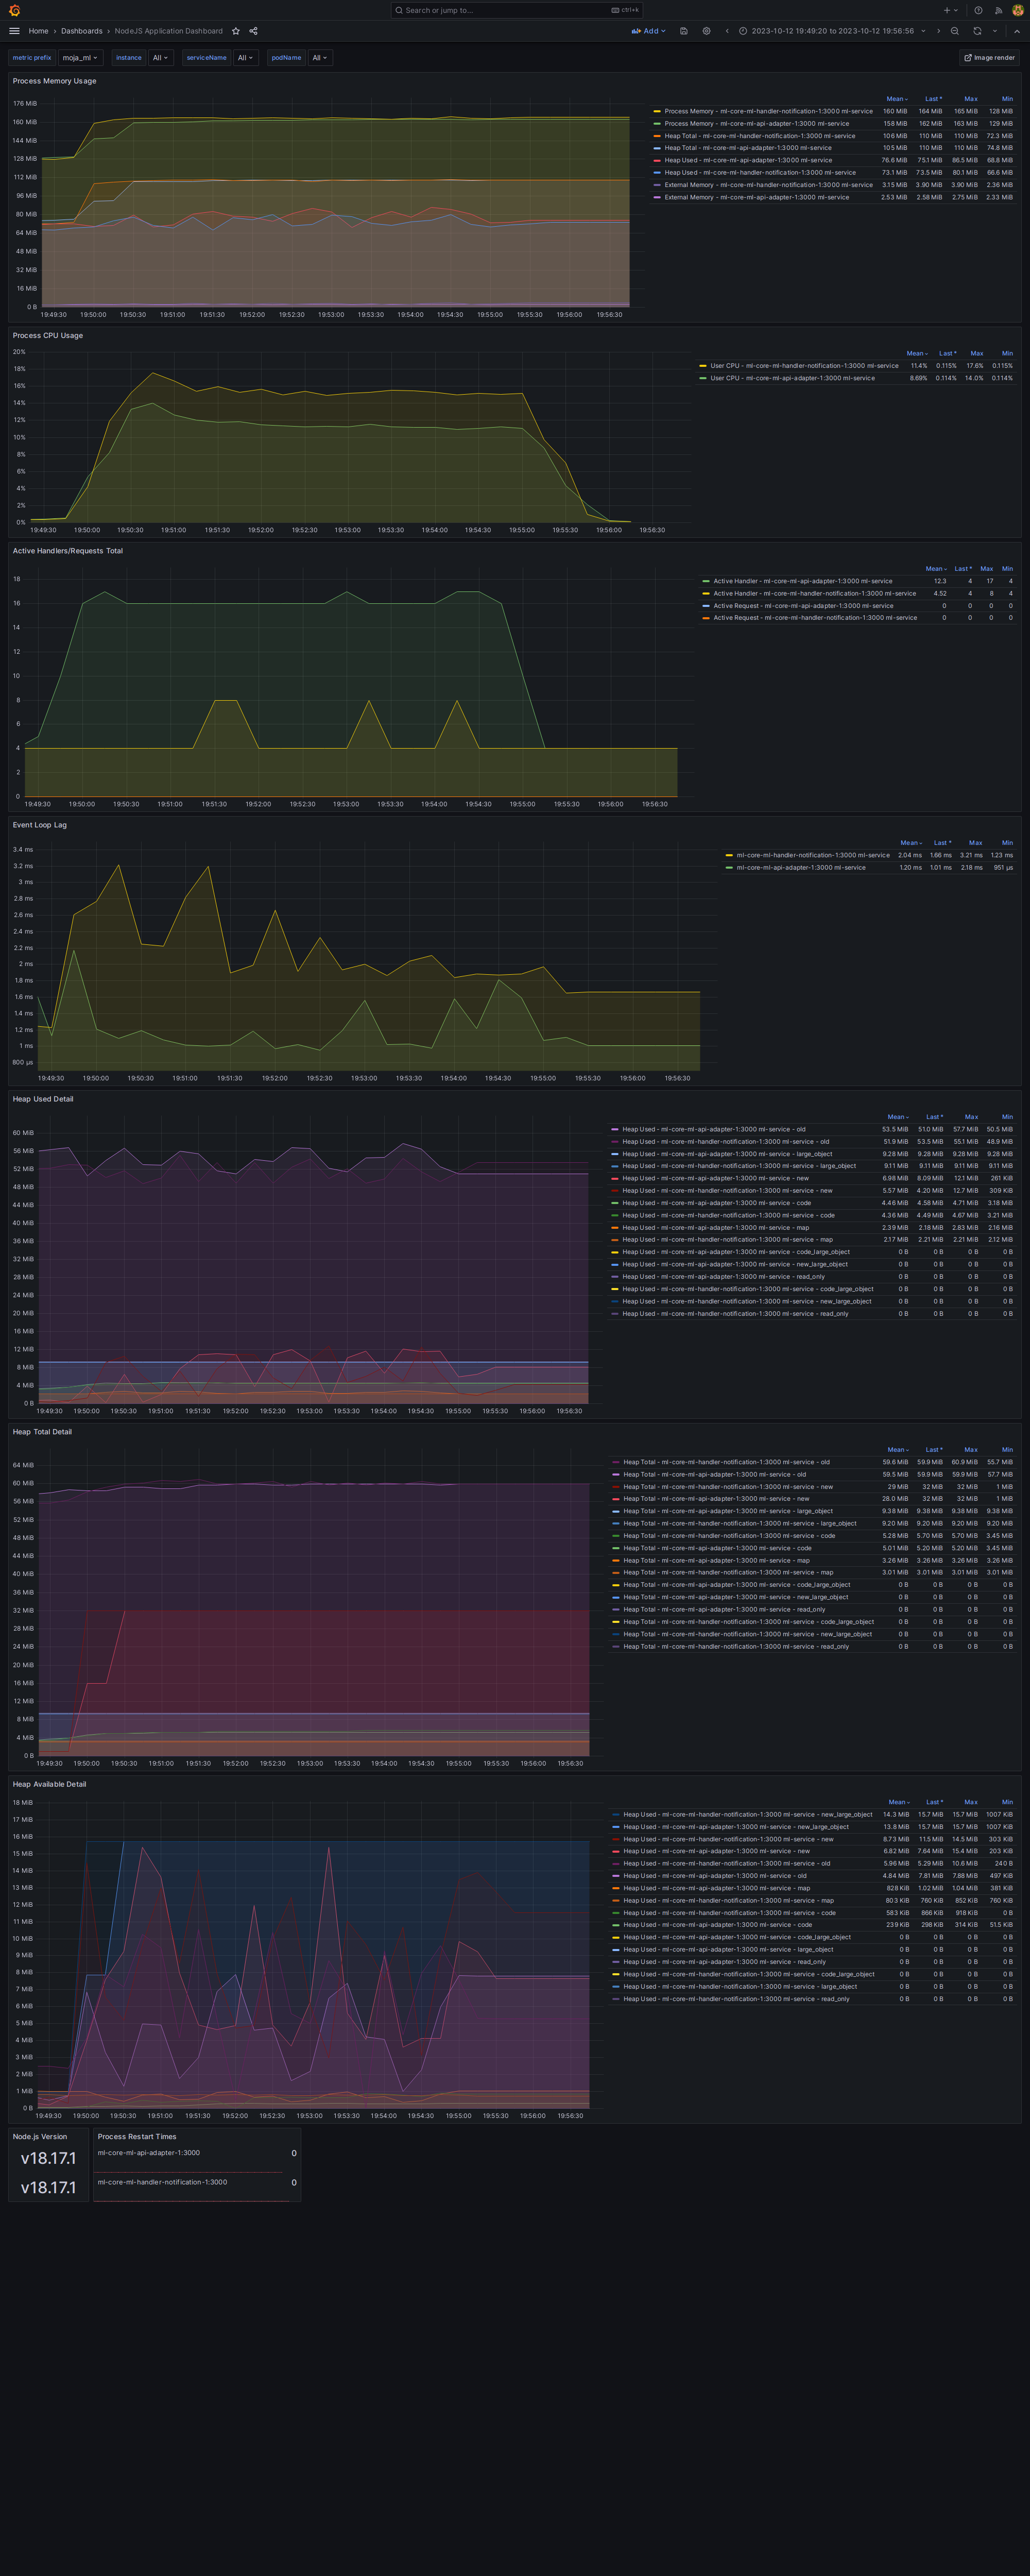 Search or jump to... ctrl+k
Home › Dashboards › NodeJS Application Dashboard Add 2023-10-12 19:49:20 to 2023-10-12 19:56:56
metric prefix moja_ml instance All serviceName All podName All Image render
Process Memory Usage
176 MiB
160 MiB
144 MiB
128 MiB
112 MiB
96 MiB
80 MiB
64 MiB
48 MiB
32 MiB
16 MiB
0 B
19:49:30 19:50:00 19:50:30 19:51:00 19:51:30 19:52:00 19:52:30 19:53:00 19:53:30 19:54:00 19:54:30 19:55:00 19:55:30 19:56:00 19:56:30
Mean Last * Max Min
Process Memory - ml-core-ml-handler-notification-1:3000 ml-service 160 MiB 164 MiB 165 MiB 128 MiB
Process Memory - ml-core-ml-api-adapter-1:3000 ml-service 158 MiB 162 MiB 163 MiB 129 MiB
Heap Total - ml-core-ml-handler-notification-1:3000 ml-service 106 MiB 110 MiB 110 MiB 72.3 MiB
Heap Total - ml-core-ml-api-adapter-1:3000 ml-service 105 MiB 110 MiB 110 MiB 74.8 MiB
Heap Used - ml-core-ml-api-adapter-1:3000 ml-service 76.6 MiB 75.1 MiB 86.5 MiB 68.8 MiB
Heap Used - ml-core-ml-handler-notification-1:3000 ml-service 73.1 MiB 73.5 MiB 80.1 MiB 66.6 MiB
External Memory - ml-core-ml-handler-notification-1:3000 ml-service 3.15 MiB 3.90 MiB 3.90 MiB 2.36 MiB
External Memory - ml-core-ml-api-adapter-1:3000 ml-service 2.53 MiB 2.58 MiB 2.75 MiB 2.33 MiB
Process CPU Usage
20%
18%
16%
14%
12%
10%
8%
6%
4%
2%
0%
19:49:30 19:50:00 19:50:30 19:51:00 19:51:30 19:52:00 19:52:30 19:53:00 19:53:30 19:54:00 19:54:30 19:55:00 19:55:30 19:56:00 19:56:30
Mean Last * Max Min
User CPU - ml-core-ml-handler-notification-1:3000 ml-service 11.4% 0.115% 17.6% 0.115%
User CPU - ml-core-ml-api-adapter-1:3000 ml-service 8.69% 0.114% 14.0% 0.114%
Active Handlers/Requests Total
18
16
14
12
10
8
6
4
2
0
19:49:30 19:50:00 19:50:30 19:51:00 19:51:30 19:52:00 19:52:30 19:53:00 19:53:30 19:54:00 19:54:30 19:55:00 19:55:30 19:56:00 19:56:30
Mean Last * Max Min
Active Handler - ml-core-ml-api-adapter-1:3000 ml-service 12.3 4 17 4
Active Handler - ml-core-ml-handler-notification-1:3000 ml-service 4.52 4 8 4
Active Request - ml-core-ml-api-adapter-1:3000 ml-service 0 0 0 0
Active Request - ml-core-ml-handler-notification-1:3000 ml-service 0 0 0 0
Event Loop Lag
3.4 ms
3.2 ms
3 ms
2.8 ms
2.6 ms
2.4 ms
2.2 ms
2 ms
1.8 ms
1.6 ms
1.4 ms
1.2 ms
1 ms
800 µs
19:49:30 19:50:00 19:50:30 19:51:00 19:51:30 19:52:00 19:52:30 19:53:00 19:53:30 19:54:00 19:54:30 19:55:00 19:55:30 19:56:00 19:56:30
Mean Last * Max Min
ml-core-ml-handler-notification-1:3000 ml-service 2.04 ms 1.66 ms 3.21 ms 1.23 ms
ml-core-ml-api-adapter-1:3000 ml-service 1.20 ms 1.01 ms 2.18 ms 951 µs
Heap Used Detail
60 MiB
56 MiB
52 MiB
48 MiB
44 MiB
40 MiB
36 MiB
32 MiB
28 MiB
24 MiB
20 MiB
16 MiB
12 MiB
8 MiB
4 MiB
0 B
19:49:30 19:50:00 19:50:30 19:51:00 19:51:30 19:52:00 19:52:30 19:53:00 19:53:30 19:54:00 19:54:30 19:55:00 19:55:30 19:56:00 19:56:30
Mean Last * Max Min
Heap Used - ml-core-ml-api-adapter-1:3000 ml-service - old 53.5 MiB 51.0 MiB 57.7 MiB 50.5 MiB
Heap Used - ml-core-ml-handler-notification-1:3000 ml-service - old 51.9 MiB 53.5 MiB 55.1 MiB 48.9 MiB
Heap Used - ml-core-ml-api-adapter-1:3000 ml-service - large_object 9.28 MiB 9.28 MiB 9.28 MiB 9.28 MiB
Heap Used - ml-core-ml-handler-notification-1:3000 ml-service - large_object 9.11 MiB 9.11 MiB 9.11 MiB 9.11 MiB
Heap Used - ml-core-ml-api-adapter-1:3000 ml-service - new 6.98 MiB 8.09 MiB 12.1 MiB 261 KiB
Heap Used - ml-core-ml-handler-notification-1:3000 ml-service - new 5.57 MiB 4.20 MiB 12.7 MiB 309 KiB
Heap Used - ml-core-ml-api-adapter-1:3000 ml-service - code 4.46 MiB 4.58 MiB 4.71 MiB 3.18 MiB
Heap Used - ml-core-ml-handler-notification-1:3000 ml-service - code 4.36 MiB 4.49 MiB 4.67 MiB 3.21 MiB
Heap Used - ml-core-ml-api-adapter-1:3000 ml-service - map 2.39 MiB 2.18 MiB 2.83 MiB 2.16 MiB
Heap Used - ml-core-ml-handler-notification-1:3000 ml-service - map 2.17 MiB 2.21 MiB 2.21 MiB 2.12 MiB
Heap Used - ml-core-ml-api-adapter-1:3000 ml-service - code_large_object 0 B 0 B 0 B 0 B
Heap Used - ml-core-ml-api-adapter-1:3000 ml-service - new_large_object 0 B 0 B 0 B 0 B
Heap Used - ml-core-ml-api-adapter-1:3000 ml-service - read_only 0 B 0 B 0 B 0 B
Heap Used - ml-core-ml-handler-notification-1:3000 ml-service - code_large_object 0 B 0 B 0 B 0 B
Heap Used - ml-core-ml-handler-notification-1:3000 ml-service - new_large_object 0 B 0 B 0 B 0 B
Heap Used - ml-core-ml-handler-notification-1:3000 ml-service - read_only 0 B 0 B 0 B 0 B
Heap Total Detail
64 MiB
60 MiB
56 MiB
52 MiB
48 MiB
44 MiB
40 MiB
36 MiB
32 MiB
28 MiB
24 MiB
20 MiB
16 MiB
12 MiB
8 MiB
4 MiB
0 B
19:49:30 19:50:00 19:50:30 19:51:00 19:51:30 19:52:00 19:52:30 19:53:00 19:53:30 19:54:00 19:54:30 19:55:00 19:55:30 19:56:00 19:56:30
Mean Last * Max Min
Heap Total - ml-core-ml-handler-notification-1:3000 ml-service - old 59.6 MiB 59.9 MiB 60.9 MiB 55.7 MiB
Heap Total - ml-core-ml-api-adapter-1:3000 ml-service - old 59.5 MiB 59.9 MiB 59.9 MiB 57.7 MiB
Heap Total - ml-core-ml-handler-notification-1:3000 ml-service - new 29 MiB 32 MiB 32 MiB 1 MiB
Heap Total - ml-core-ml-api-adapter-1:3000 ml-service - new 28.0 MiB 32 MiB 32 MiB 1 MiB
Heap Total - ml-core-ml-api-adapter-1:3000 ml-service - large_object 9.38 MiB 9.38 MiB 9.38 MiB 9.38 MiB
Heap Total - ml-core-ml-handler-notification-1:3000 ml-service - large_object 9.20 MiB 9.20 MiB 9.20 MiB 9.20 MiB
Heap Total - ml-core-ml-handler-notification-1:3000 ml-service - code 5.28 MiB 5.70 MiB 5.70 MiB 3.45 MiB
Heap Total - ml-core-ml-api-adapter-1:3000 ml-service - code 5.01 MiB 5.20 MiB 5.20 MiB 3.45 MiB
Heap Total - ml-core-ml-api-adapter-1:3000 ml-service - map 3.26 MiB 3.26 MiB 3.26 MiB 3.26 MiB
Heap Total - ml-core-ml-handler-notification-1:3000 ml-service - map 3.01 MiB 3.01 MiB 3.01 MiB 3.01 MiB
Heap Total - ml-core-ml-api-adapter-1:3000 ml-service - code_large_object 0 B 0 B 0 B 0 B
Heap Total - ml-core-ml-api-adapter-1:3000 ml-service - new_large_object 0 B 0 B 0 B 0 B
Heap Total - ml-core-ml-api-adapter-1:3000 ml-service - read_only 0 B 0 B 0 B 0 B
Heap Total - ml-core-ml-handler-notification-1:3000 ml-service - code_large_object 0 B 0 B 0 B 0 B
Heap Total - ml-core-ml-handler-notification-1:3000 ml-service - new_large_object 0 B 0 B 0 B 0 B
Heap Total - ml-core-ml-handler-notification-1:3000 ml-service - read_only 0 B 0 B 0 B 0 B
Heap Available Detail
18 MiB
17 MiB
16 MiB
15 MiB
14 MiB
13 MiB
12 MiB
11 MiB
10 MiB
9 MiB
8 MiB
7 MiB
6 MiB
5 MiB
4 MiB
3 MiB
2 MiB
1 MiB
0 B
19:49:30 19:50:00 19:50:30 19:51:00 19:51:30 19:52:00 19:52:30 19:53:00 19:53:30 19:54:00 19:54:30 19:55:00 19:55:30 19:56:00 19:56:30
Mean Last * Max Min
Heap Used - ml-core-ml-handler-notification-1:3000 ml-service - new_large_object 14.3 MiB 15.7 MiB 15.7 MiB 1007 KiB
Heap Used - ml-core-ml-api-adapter-1:3000 ml-service - new_large_object 13.8 MiB 15.7 MiB 15.7 MiB 1007 KiB
Heap Used - ml-core-ml-handler-notification-1:3000 ml-service - new 8.73 MiB 11.5 MiB 14.5 MiB 303 KiB
Heap Used - ml-core-ml-api-adapter-1:3000 ml-service - new 6.82 MiB 7.64 MiB 15.4 MiB 203 KiB
Heap Used - ml-core-ml-handler-notification-1:3000 ml-service - old 5.96 MiB 5.29 MiB 10.6 MiB 240 B
Heap Used - ml-core-ml-api-adapter-1:3000 ml-service - old 4.84 MiB 7.81 MiB 7.88 MiB 497 KiB
Heap Used - ml-core-ml-api-adapter-1:3000 ml-service - map 828 KiB 1.02 MiB 1.04 MiB 381 KiB
Heap Used - ml-core-ml-handler-notification-1:3000 ml-service - map 803 KiB 760 KiB 852 KiB 760 KiB
Heap Used - ml-core-ml-handler-notification-1:3000 ml-service - code 583 KiB 866 KiB 918 KiB 0 B
Heap Used - ml-core-ml-api-adapter-1:3000 ml-service - code 239 KiB 298 KiB 314 KiB 51.5 KiB
Heap Used - ml-core-ml-api-adapter-1:3000 ml-service - code_large_object 0 B 0 B 0 B 0 B
Heap Used - ml-core-ml-api-adapter-1:3000 ml-service - large_object 0 B 0 B 0 B 0 B
Heap Used - ml-core-ml-api-adapter-1:3000 ml-service - read_only 0 B 0 B 0 B 0 B
Heap Used - ml-core-ml-handler-notification-1:3000 ml-service - code_large_object 0 B 0 B 0 B 0 B
Heap Used - ml-core-ml-handler-notification-1:3000 ml-service - large_object 0 B 0 B 0 B 0 B
Heap Used - ml-core-ml-handler-notification-1:3000 ml-service - read_only 0 B 0 B 0 B 0 B
Node.js Version
v18.17.1
v18.17.1
Process Restart Times
ml-core-ml-api-adapter-1:3000 0
ml-core-ml-handler-notification-1:3000 0